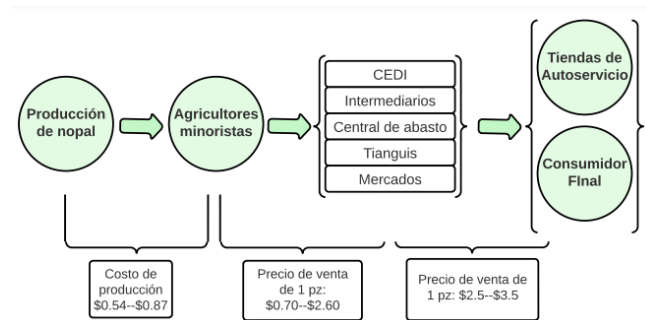 Producción
de nopal
Agricultores
minoristas
CEDI
Intermediarios
Central de abasto
Tianguis
Mercados
Tiendas de
Autoservicio
Consumidor
FInal
Costo de
producción
$0.54--$0.87
Precio de venta
de 1 pz:
$0.70--$2.60
Precio de venta de
1 pz: $2.5--$3.5